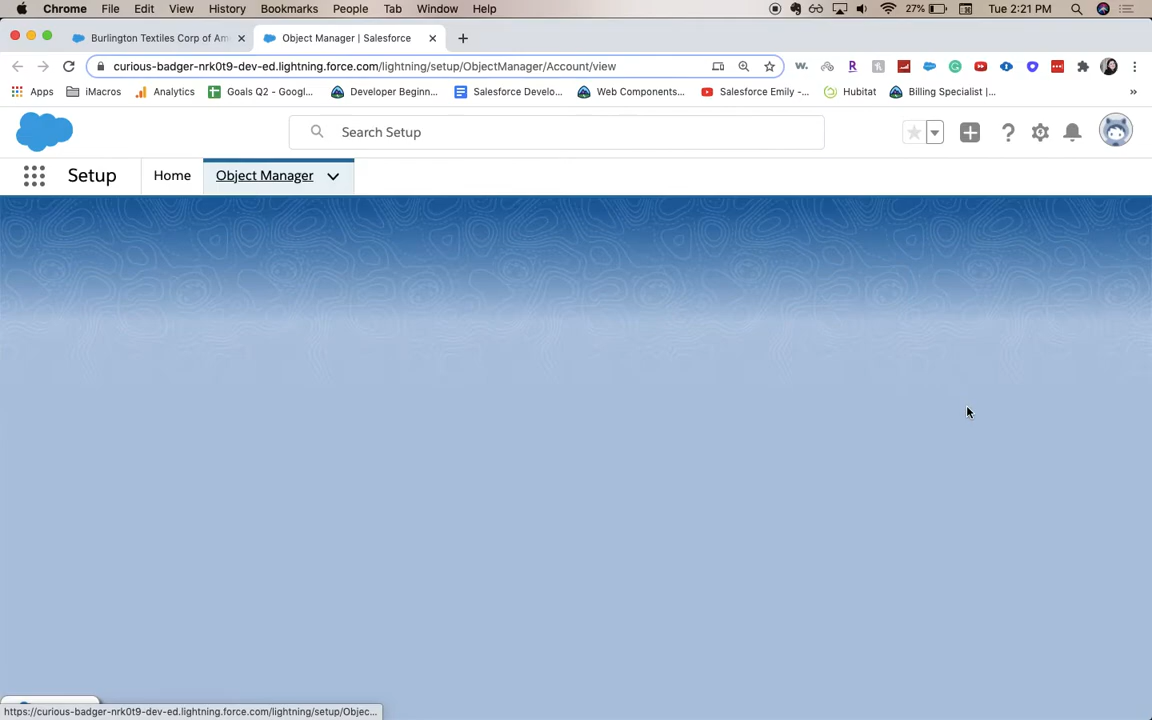 Chrome File Edit View History Bookmarks People Tab Window Help 27% Tue 2:21 PM
Burlington Textiles Corp of Am Object Manager | Salesforce
curious-badger-nrk0t9-dev-ed.lightning.force.com/lightning/setup/ObjectManager/Account/view
Apps iMacros Analytics Goals Q2 - Googl... Developer Beginn... Salesforce Develo... Web Components... Salesforce Emily -... Hubitat Billing Specialist |... »
Search Setup
Setup Home Object Manager
https://curious-badger-nrk0t9-dev-ed.lightning.force.com/lightning/setup/Objec...